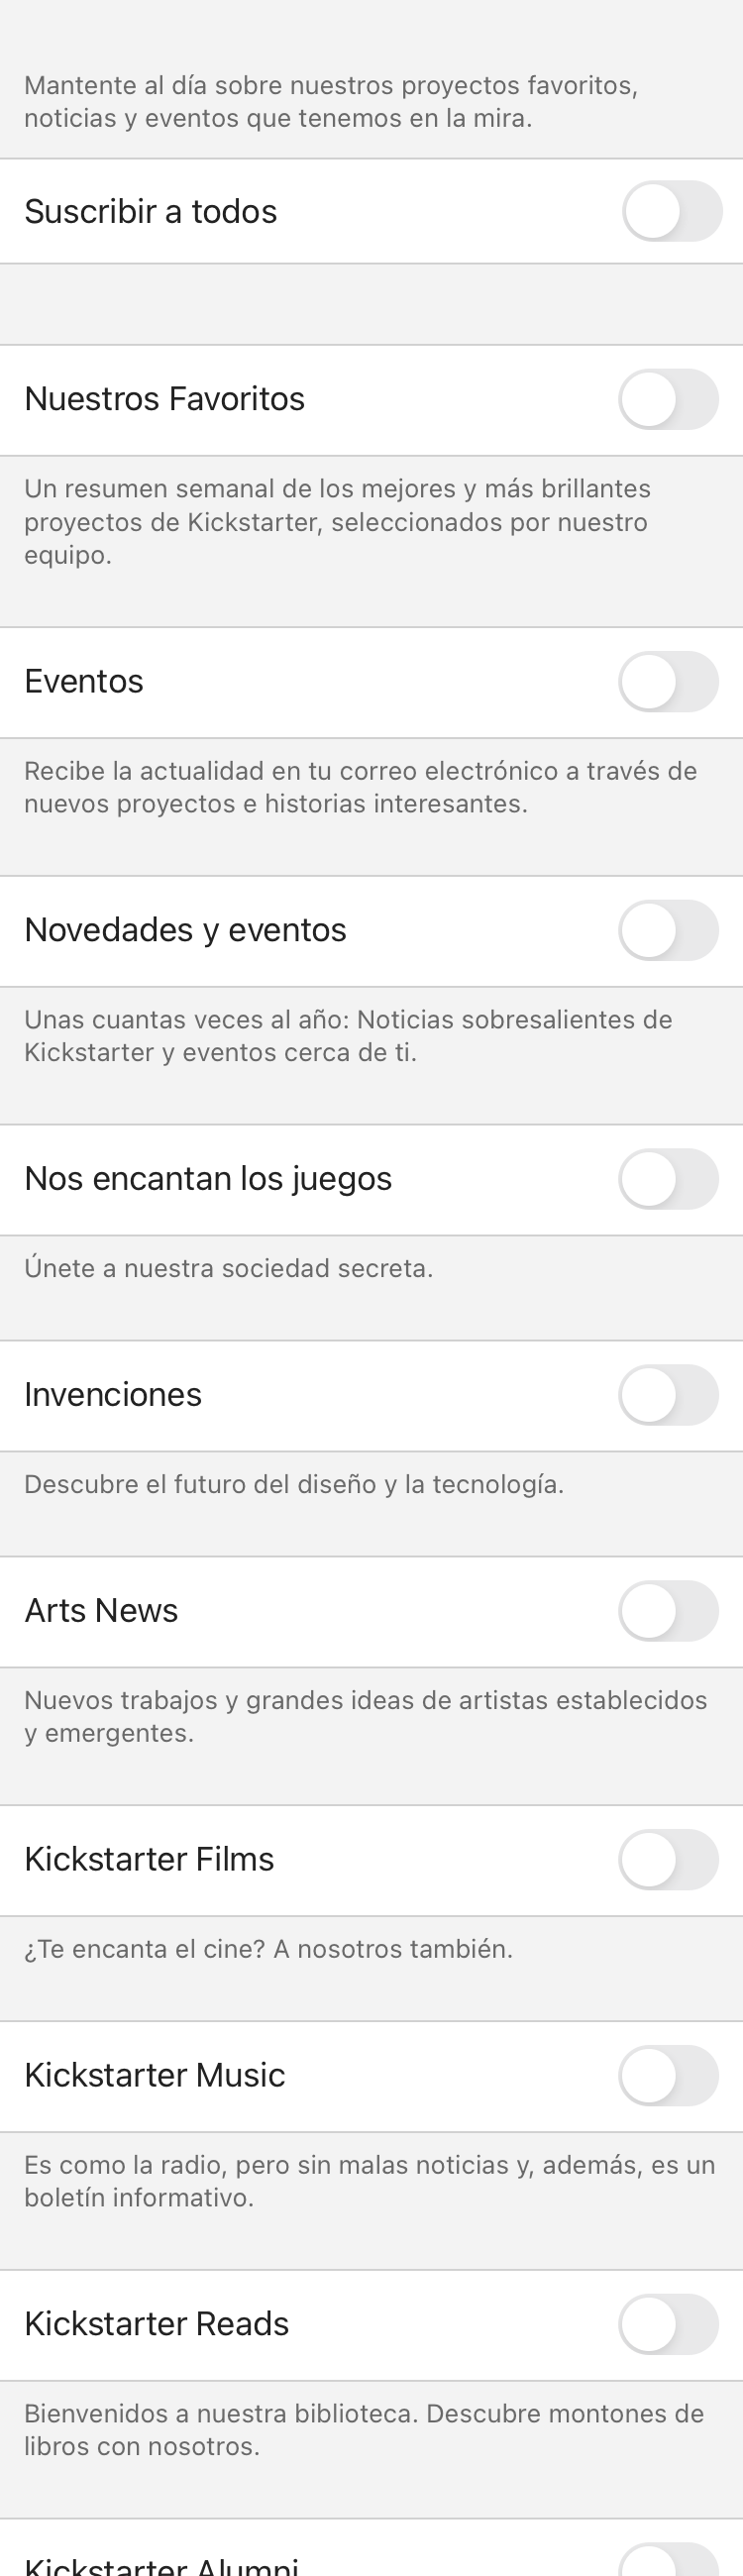 Mantente al día sobre nuestros proyectos favoritos,
noticias y eventos que tenemos en la mira.
Suscribir a todos
Nuestros Favoritos
Un resumen semanal de los mejores y más brillantes
proyectos de Kickstarter, seleccionados por nuestro
equipo.
Eventos
Recibe la actualidad en tu correo electrónico a través de
nuevos proyectos e historias interesantes.
Novedades y eventos
Unas cuantas veces al año: Noticias sobresalientes de
Kickstarter y eventos cerca de ti.
Nos encantan los juegos
Únete a nuestra sociedad secreta.
Invenciones
Descubre el futuro del diseño y la tecnología.
Arts News
Nuevos trabajos y grandes ideas de artistas establecidos
y emergentes.
Kickstarter Films
¿Te encanta el cine? A nosotros también.
Kickstarter Music
Es como la radio, pero sin malas noticias y, además, es un
boletín informativo.
Kickstarter Reads
Bienvenidos a nuestra biblioteca. Descubre montones de
libros con nosotros.
Kickstarter Alumni